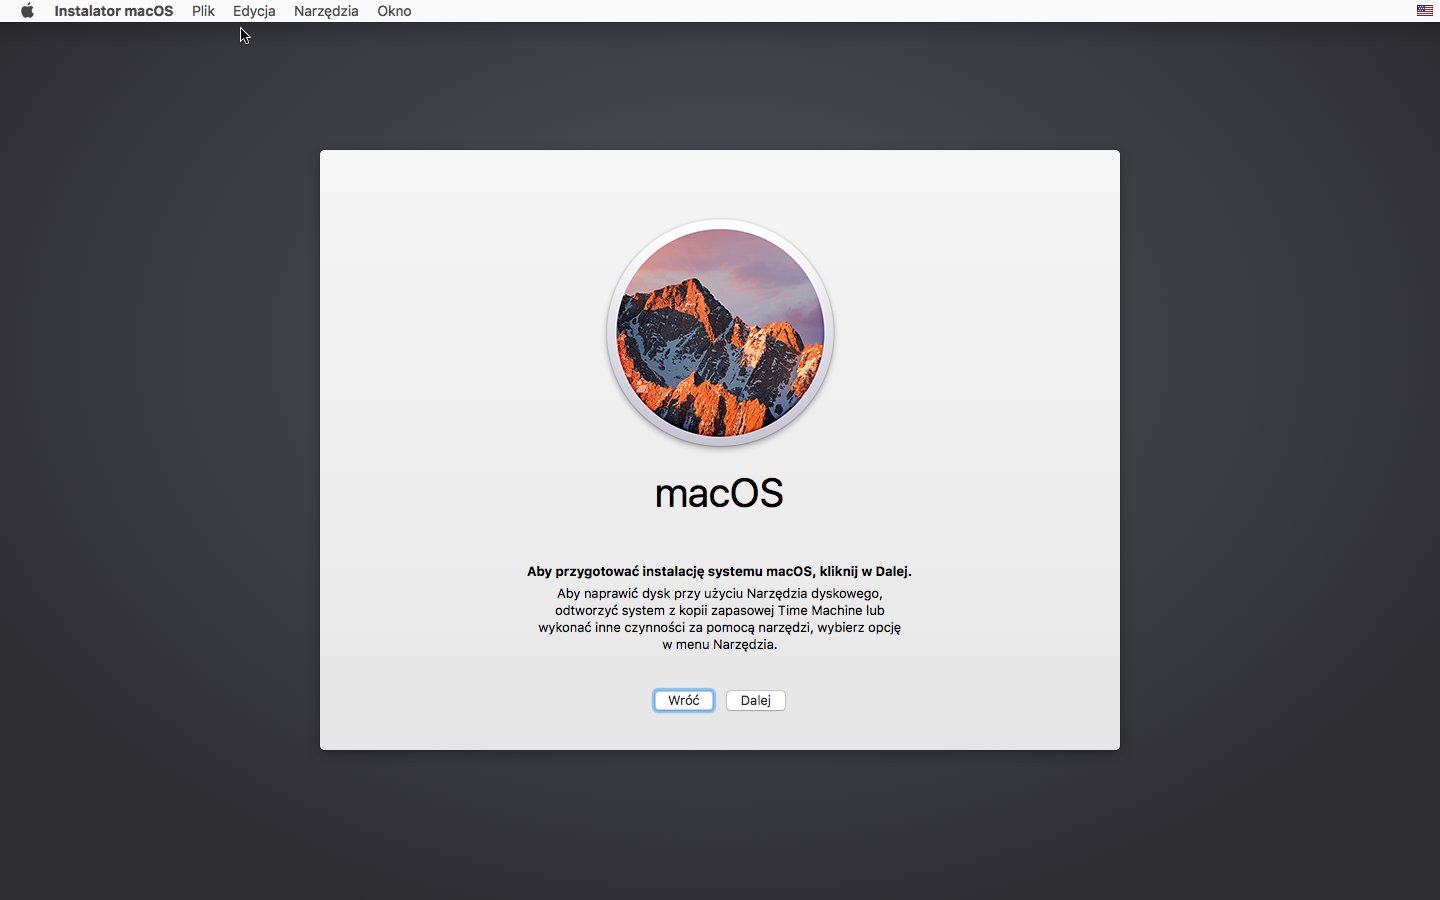 Instalator macOS Plik Edycja Narzędzia Okno
macOS
Aby przygotować instalację systemu macOS, kliknij w Dalej.
Aby naprawić dysk przy użyciu Narzędzia dyskowego,
odtworzyć system z kopii zapasowej Time Machine lub
wykonać inne czynności za pomocą narzędzi, wybierz opcję
w menu Narzędzia.
Wróć Dalej